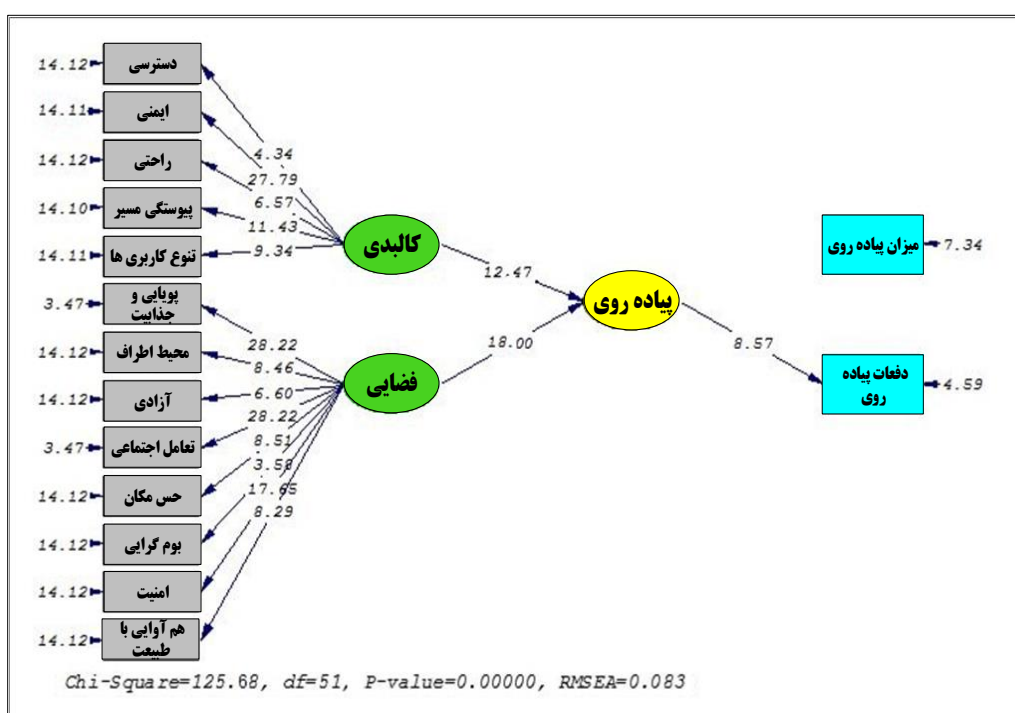 14.12
دسترسی
14.11
ایمنی
14.12
راحتی
14.10
پیوستگی مسیر
14.11
تنوع کاربری ها
3.47
پویایی و
جذابیت
14.12
محیط اطراف
14.12
آزادی
3.47
تعامل اجتماعی
14.12
حس مکان
14.12
بوم گرایی
14.12
امنیت
14.12
هم آوایی با
طبیعت
4.34
27.79
6.57
11.43
9.34
28.22
8.46
6.60
28.22
8.51
3.58
17.65
8.29
کالبدی
فضایی
12.47
18.00
پیاده روی
8.57
میزان پیاده روی
7.34
دفعات پیاده
روی
4.59
Chi-Square=125.68, df=51, P-value=0.00000, RMSEA=0.083